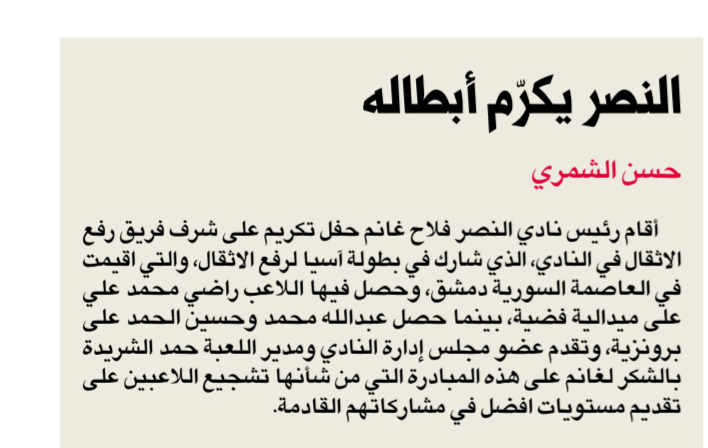 النصر يكرّم أبطاله
حسن الشمري
أقام رئيس نادي النصر فلاح غانم حفل تكريم على شرف فريق رفع
الاثقال في النادي، الذي شارك في بطولة آسيا لرفع الاثقال، والتي اقيمت
في العاصمة السورية دمشق، وحصل فيها اللاعب راضي محمد علي
على ميدالية فضية، بينما حصل عبدالله محمد وحسين الحمد على
برونزية، وتقدم عضو مجلس إدارة النادي ومدير اللعبة حمد الشريدة
بالشكر لغانم على هذه المبادرة التي من شأنها تشجيع اللاعبين على
تقديم مستويات افضل في مشاركاتهم القادمة.